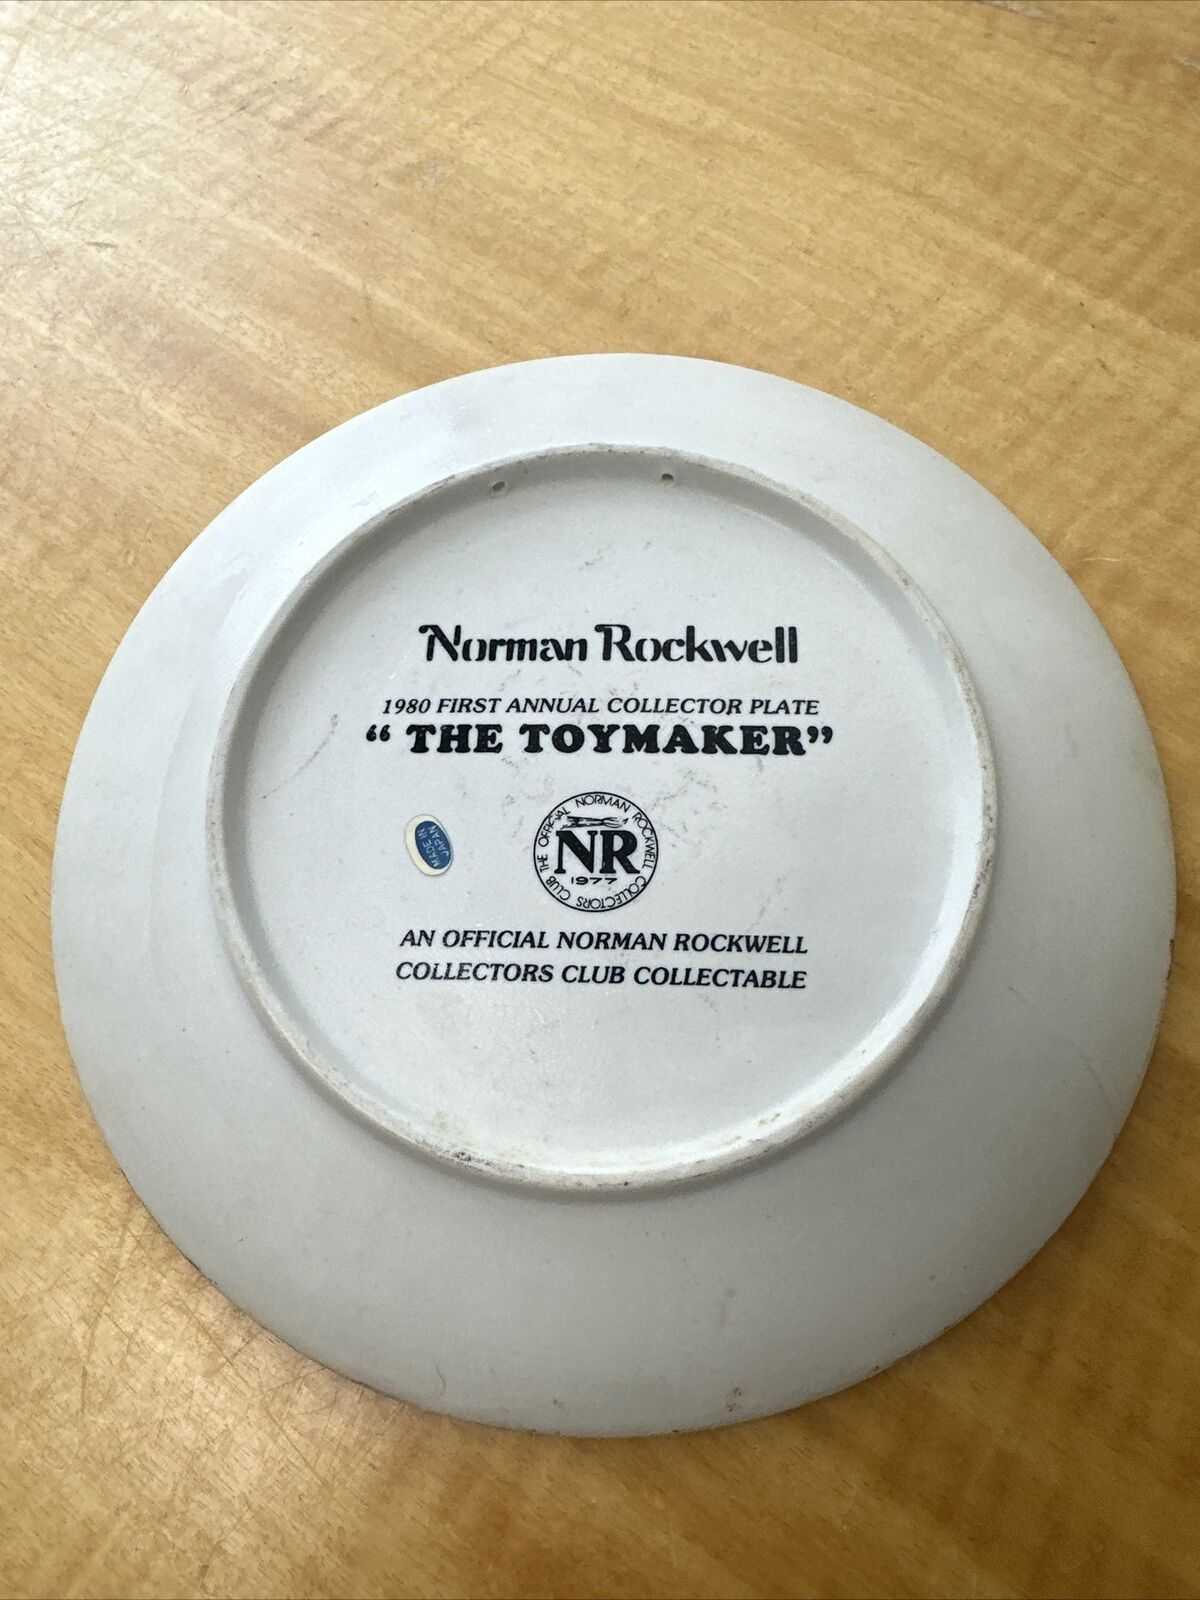 Norman Rockwell
1980 FIRST ANNUAL COLLECTOR PLATE
“ THE TOYMAKER”
MADE IN
JAPAN
THE OFFICIAL NORMAN ROCKWELL COLLECTORS CLUB
NR
1977
AN OFFICIAL NORMAN ROCKWELL
COLLECTORS CLUB COLLECTABLE